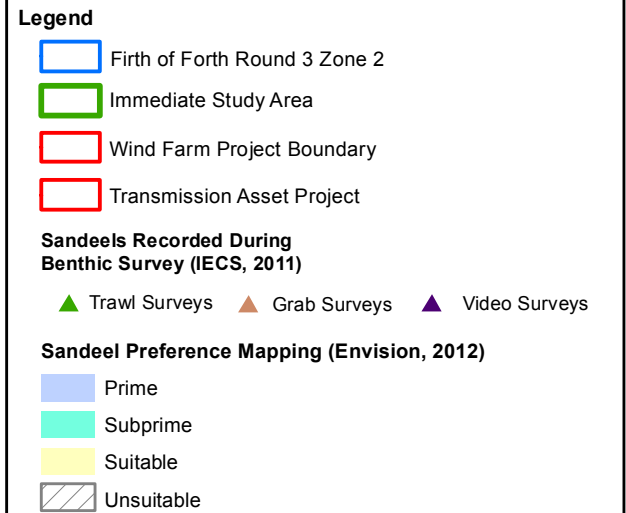 Legend
Firth of Forth Round 3 Zone 2
Immediate Study Area
Wind Farm Project Boundary
Transmission Asset Project
Sandeels Recorded During
Benthic Survey (IECS, 2011)
Trawl Surveys Grab Surveys Video Surveys
Sandeel Preference Mapping (Envision, 2012)
Prime
Subprime
Suitable
Unsuitable